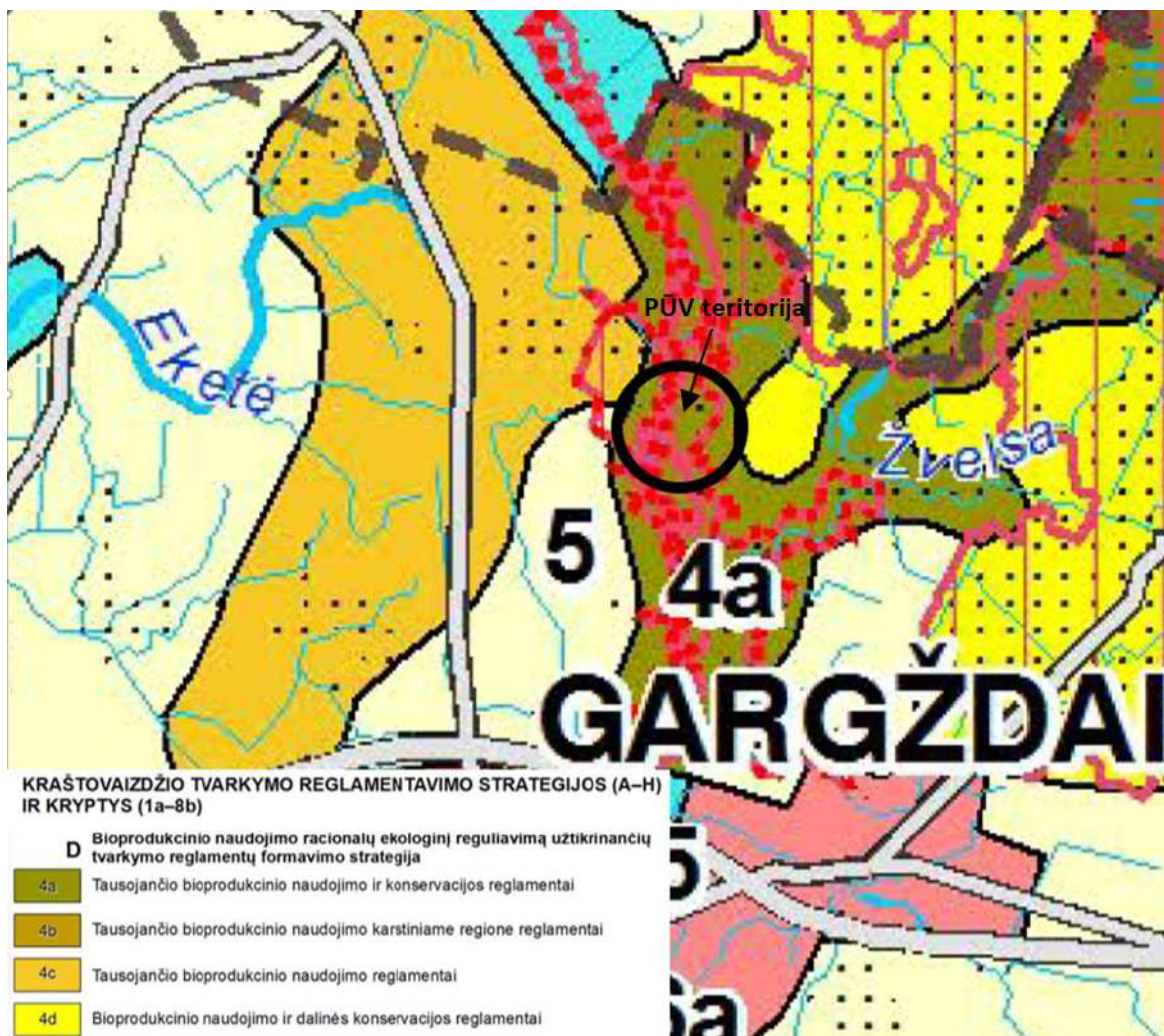 PŪV teritorija
Eketė
Žvelsa
5
4a
GARGŽDAI
KRAŠTOVAIZDŽIO TVARKYMO REGLAMENTAVIMO STRATEGIJOS (A–H)
IR KRYPTYS (1a–8b)
D Bioprodukcinio naudojimo racionalų ekologinį reguliavimą užtikrinančių
tvarkymo reglamentų formavimo strategija
4a Tausojančio bioprodukcinio naudojimo ir konservacijos reglamentai
4b Tausojančio bioprodukcinio naudojimo karstiniame regione reglamentai
4c Tausojančio bioprodukcinio naudojimo reglamentai
4d Bioprodukcinio naudojimo ir dalinės konservacijos reglamentai
5